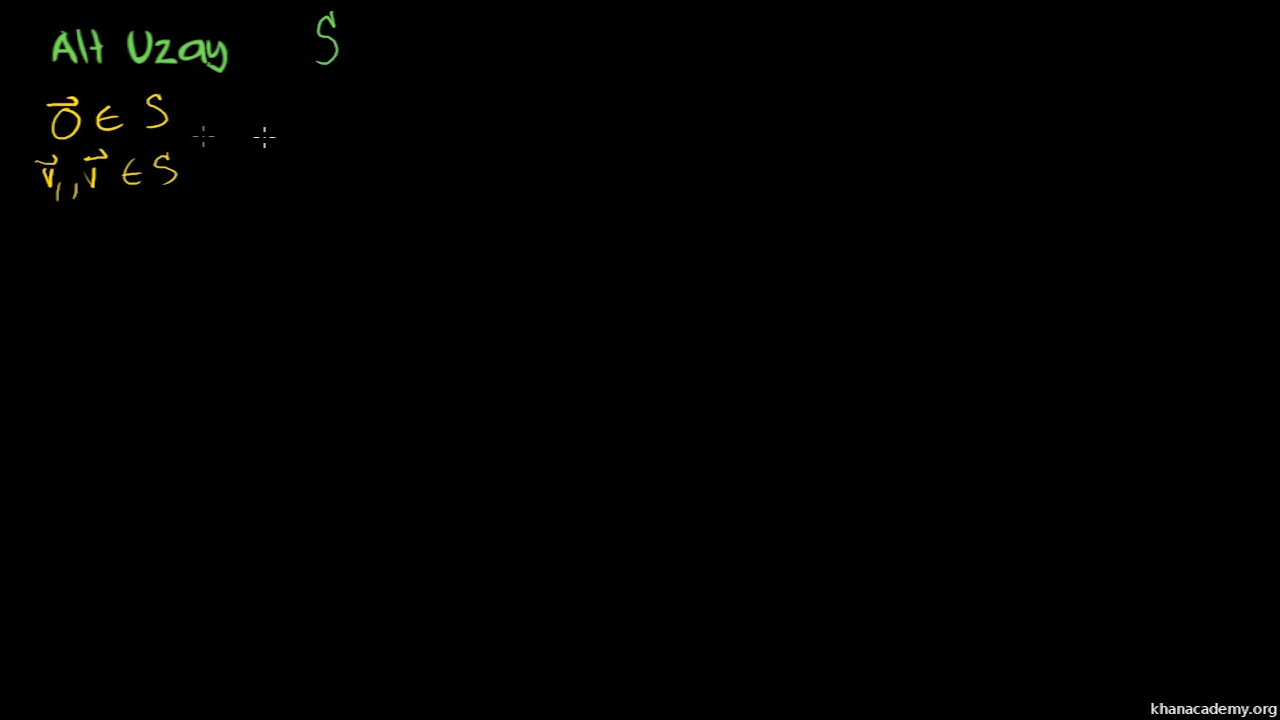 Alt Uzay S
0⃗ ∈ S
v⃗₁, v⃗ ∈ S
khanacademy.org